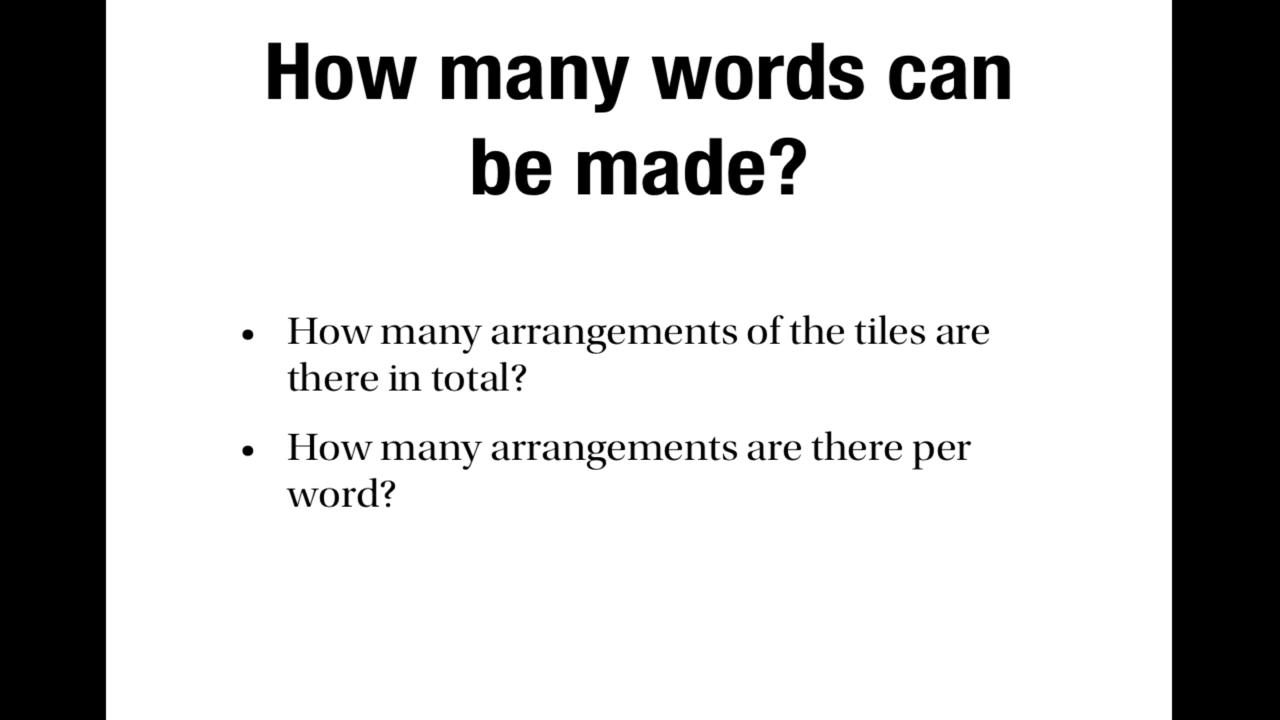 How many words can
be made?
• How many arrangements of the tiles are
there in total?
• How many arrangements are there per
word?